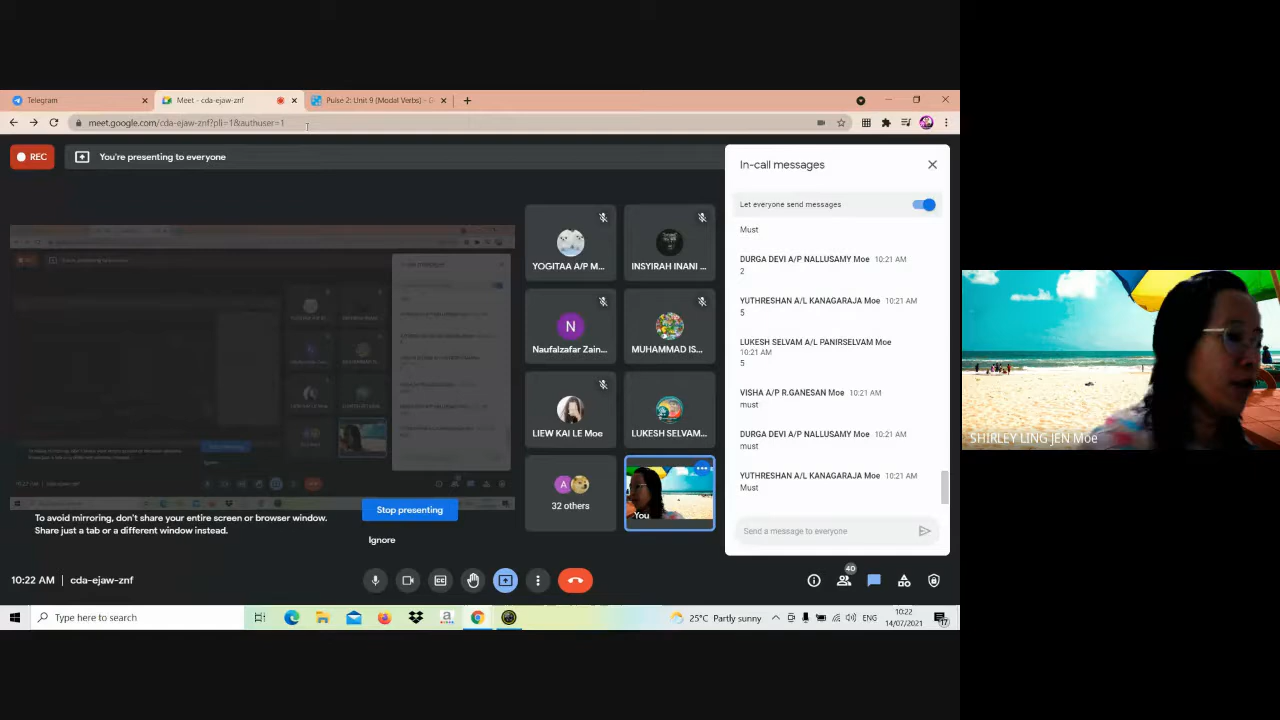 Telegram
Meet - cda-ejaw-znf
Pulse 2: Unit 9 (Modal Verbs) -
meet.google.com/cda-ejaw-znf?pli=1&authuser=1
REC
You're presenting to everyone
In-call messages
Let everyone send messages
Must
DURGA DEVI A/P NALLUSAMY Moe 10:21 AM
2
YUTHRESHAN A/L KANAGARAJA Moe 10:21 AM
5
LUKESH SELVAM A/L PANIRSELVAM Moe
10:21 AM
5
VISHA A/P R.GANESAN Moe 10:21 AM
must
DURGA DEVI A/P NALLUSAMY Moe 10:21 AM
must
YUTHRESHAN A/L KANAGARAJA Moe 10:21 AM
Must
Send a message to everyone
YOGITAA A/P M...
INSYIRAH INANI ...
N
Naufalzafar Zain...
MUHAMMAD IS...
LIEW KAI LE Moe
LUKESH SELVAM...
A
32 others
You
To avoid mirroring, don't share your entire screen or browser window.
Share just a tab or a different window instead.
Stop presenting
Ignore
10:22 AM | cda-ejaw-znf
40
Type here to search
25°C Partly sunny
ENG
10:22
14/07/2021
SHIRLEY LING JEN Moe